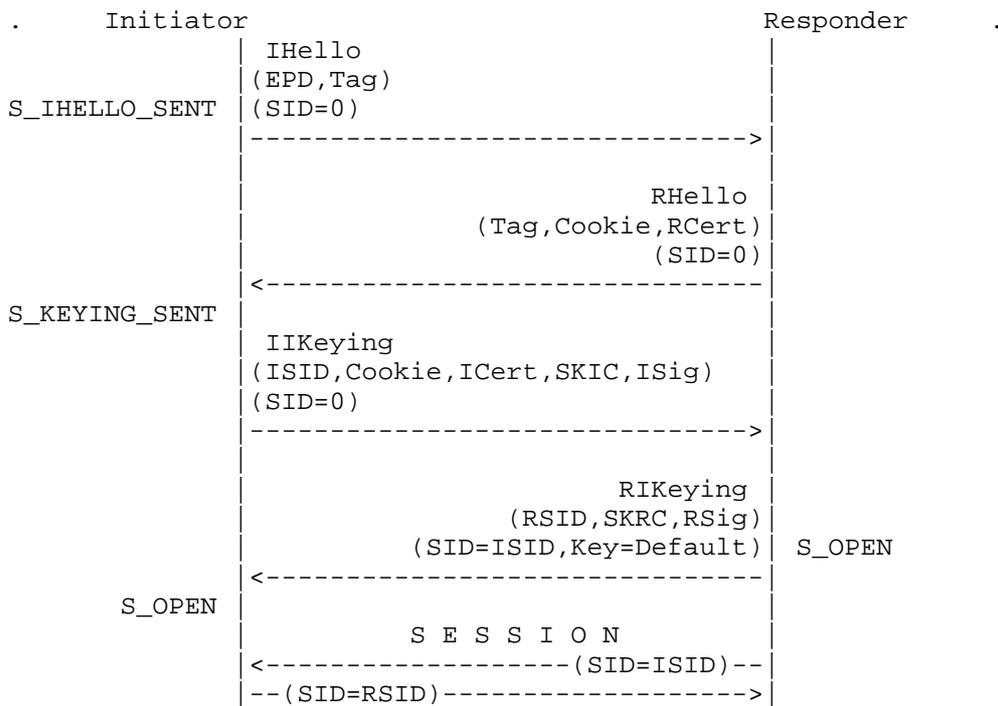 .      Initiator                                Responder       .
                 | IHello                              |
                 |(EPD,Tag)                            |
S_IHELLO_SENT  |(SID=0)                              |
                 |------------------------------->|
                 |                                     |
                 |                              RHello |
                 |                  (Tag,Cookie,RCert)|
                 |                              (SID=0)|
                 |<-------------------------------|
S_KEYING_SENT  |                                     |
                 | IIKeying                            |
                 |(ISID,Cookie,ICert,SKIC,ISig)        |
                 |(SID=0)                              |
                 |------------------------------->|
                 |                                     |
                 |                            RIKeying |
                 |                    (RSID,SKRC,RSig)|
                 |              (SID=ISID,Key=Default)|  S_OPEN
                 |<-------------------------------|
       S_OPEN  |                                     |
                 |          S E S S I O N              |
                 |<-------------------(SID=ISID)--|
                 |--(SID=RSID)------------------->|